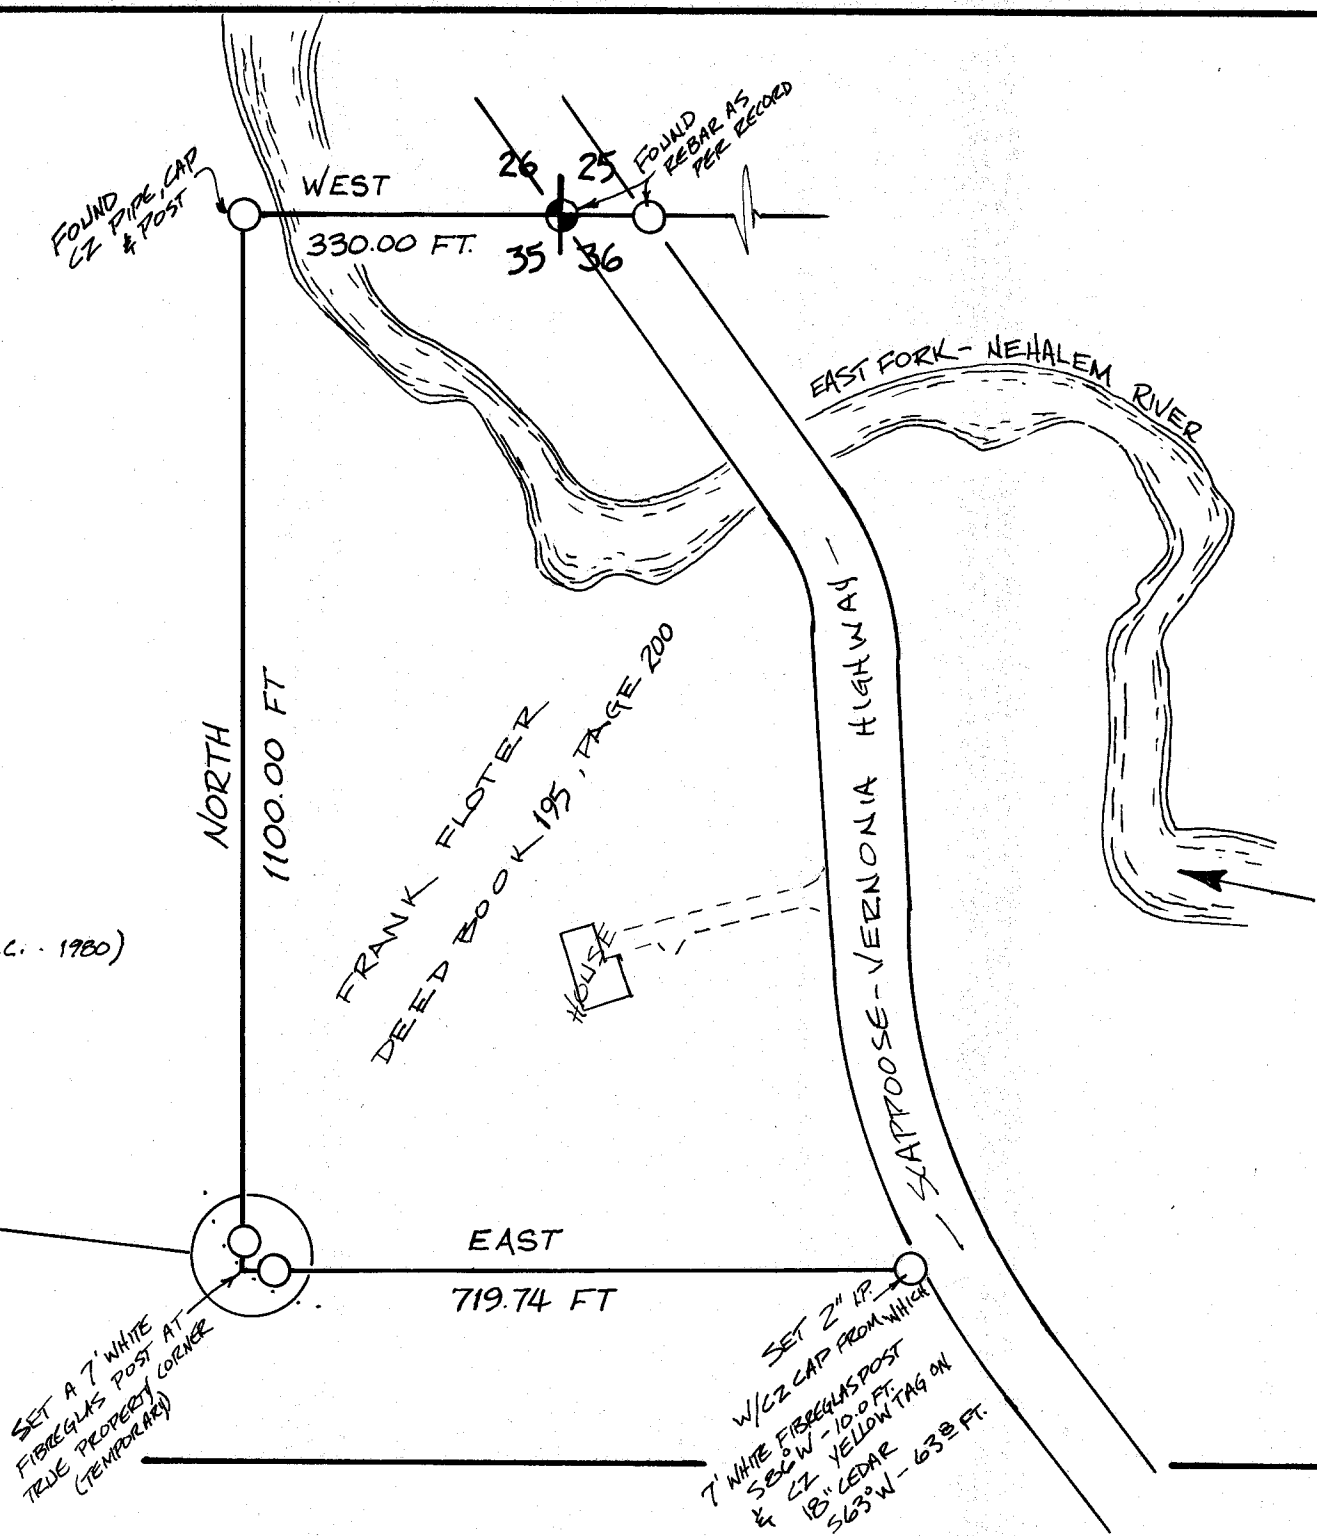 FOUND
CZ PIPE, CAP
& POST
WEST
330.00 FT.
26
25
35
36
FOUND
REBAR AS
PER RECORD
EAST FORK - NEHALEM RIVER
NORTH
1100.00 FT
FRANK FLOTER
DEED BOOK 195, PAGE 200
HOUSE
- SCAPPOOSE - VERNONIA HIGHWAY -
- 1980)
EAST
719.74 FT
SET A 7' WHITE
FIBREGLAS POST AT
TRUE PROPERTY CORNER
(TEMPORARY)
SET 2" I.P.
W/CZ CAP FROM WHICH
7' WHITE FIBREGLAS POST
S86°W - 10.0 FT.
& CZ YELLOW TAG ON
18" CEDAR
S63°W - 63.8 FT.